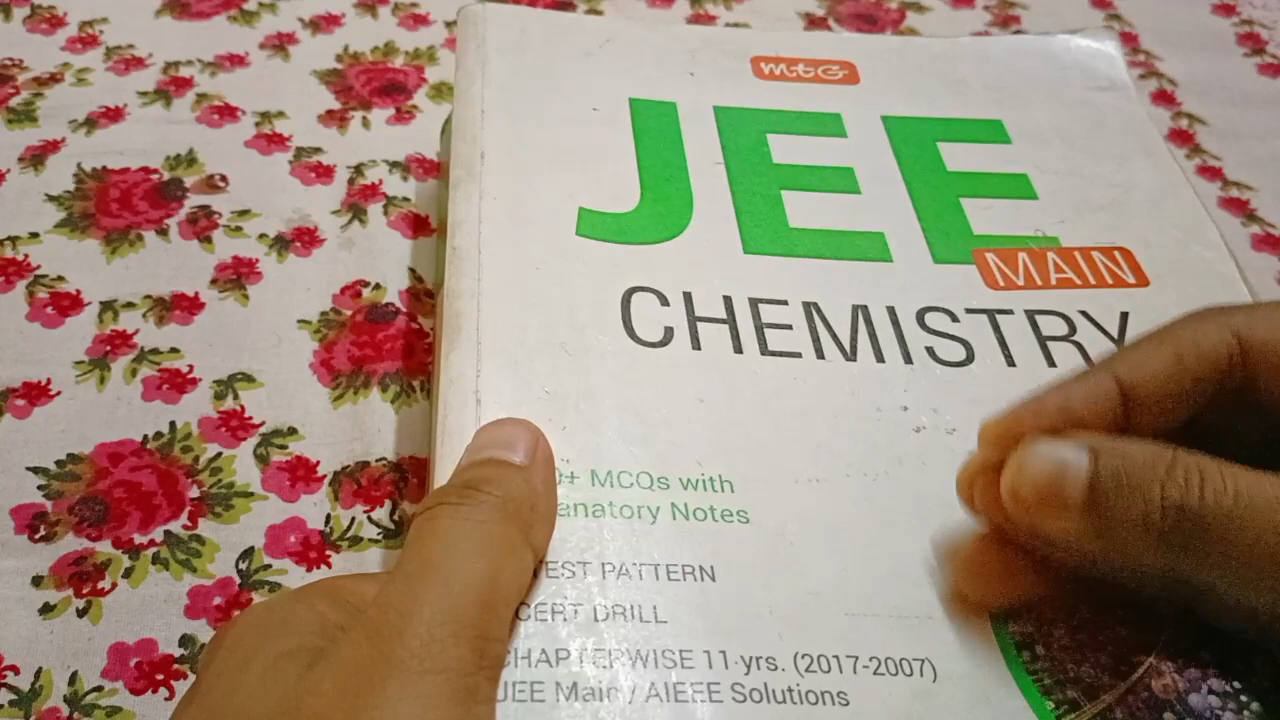 mtG
JEE
MAIN
CHEMISTRY
+ MCQs with
anatory Notes
TEST PATTERN
CERT DRILL
CHAPTERWISE 11 yrs. (2017-2007)
JEE Main / AIEEE Solutions